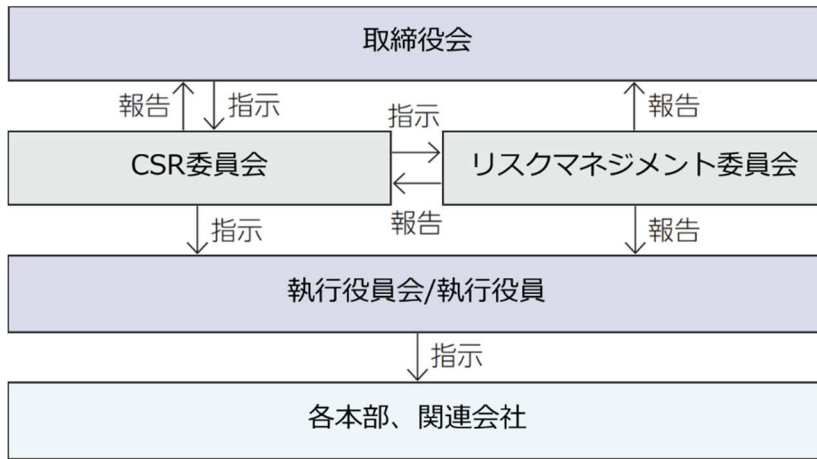 取締役会
報告
指示
報告
指示
CSR委員会
リスクマネジメント委員会
報告
指示
報告
執行役員会/執行役員
指示
各本部、関連会社